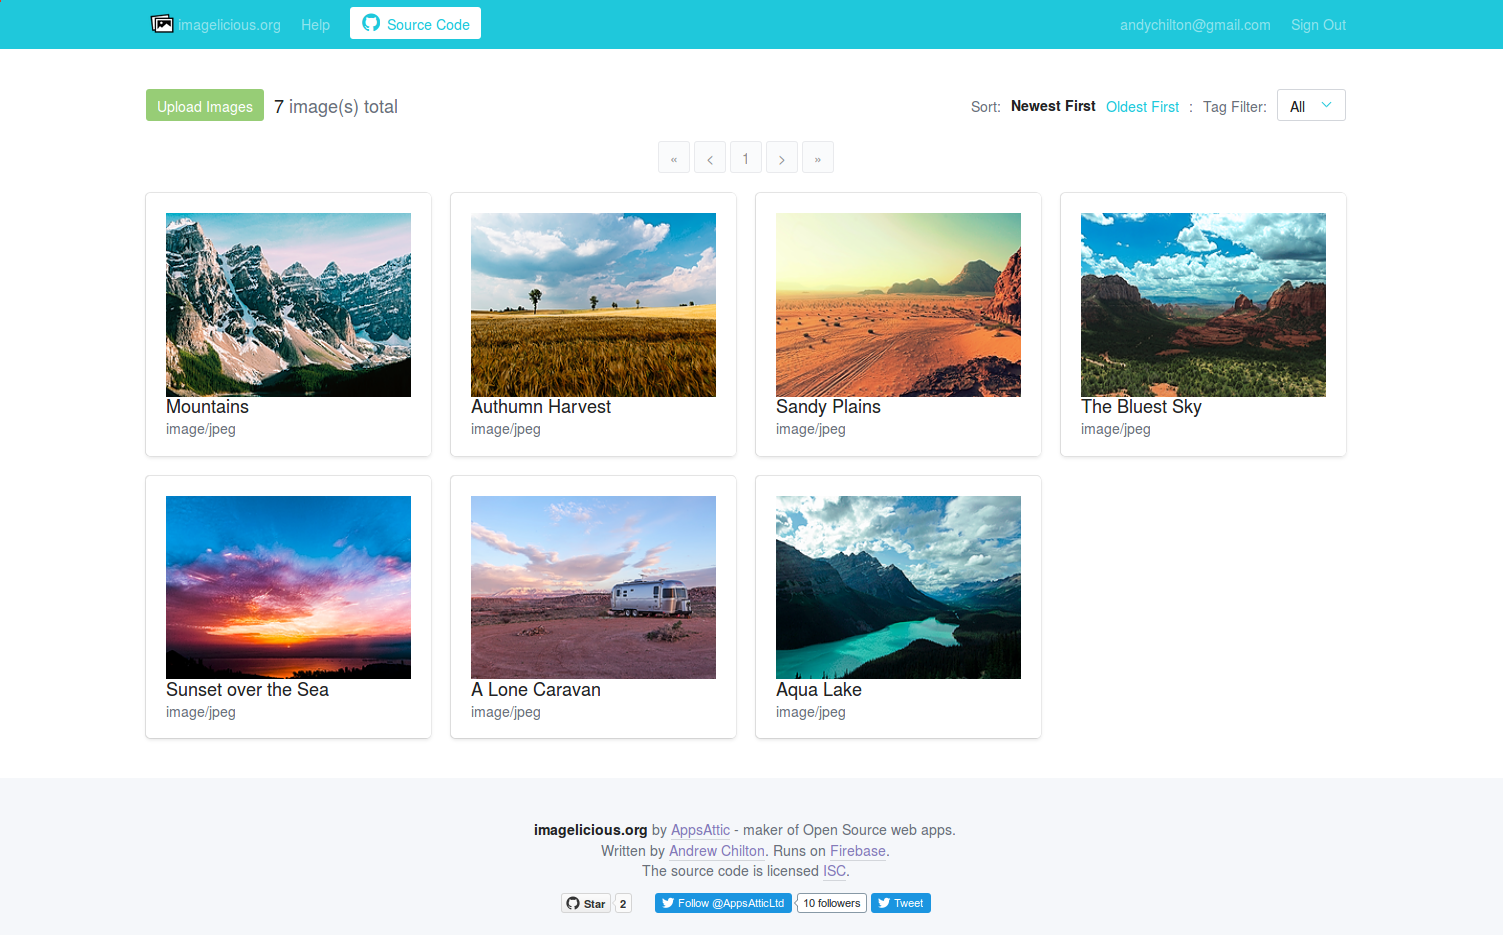 imagelicious.org Help Source Code andychilton@gmail.com Sign Out
Upload Images 7 image(s) total Sort: Newest First Oldest First : Tag Filter: All
« < 1 > »
Mountains Authumn Harvest Sandy Plains The Bluest Sky
image/jpeg image/jpeg image/jpeg image/jpeg
Sunset over the Sea A Lone Caravan Aqua Lake
image/jpeg image/jpeg image/jpeg
imagelicious.org by AppsAttic - maker of Open Source web apps.
Written by Andrew Chilton. Runs on Firebase.
The source code is licensed ISC.
Star 2 Follow @AppsAtticLtd 10 followers Tweet